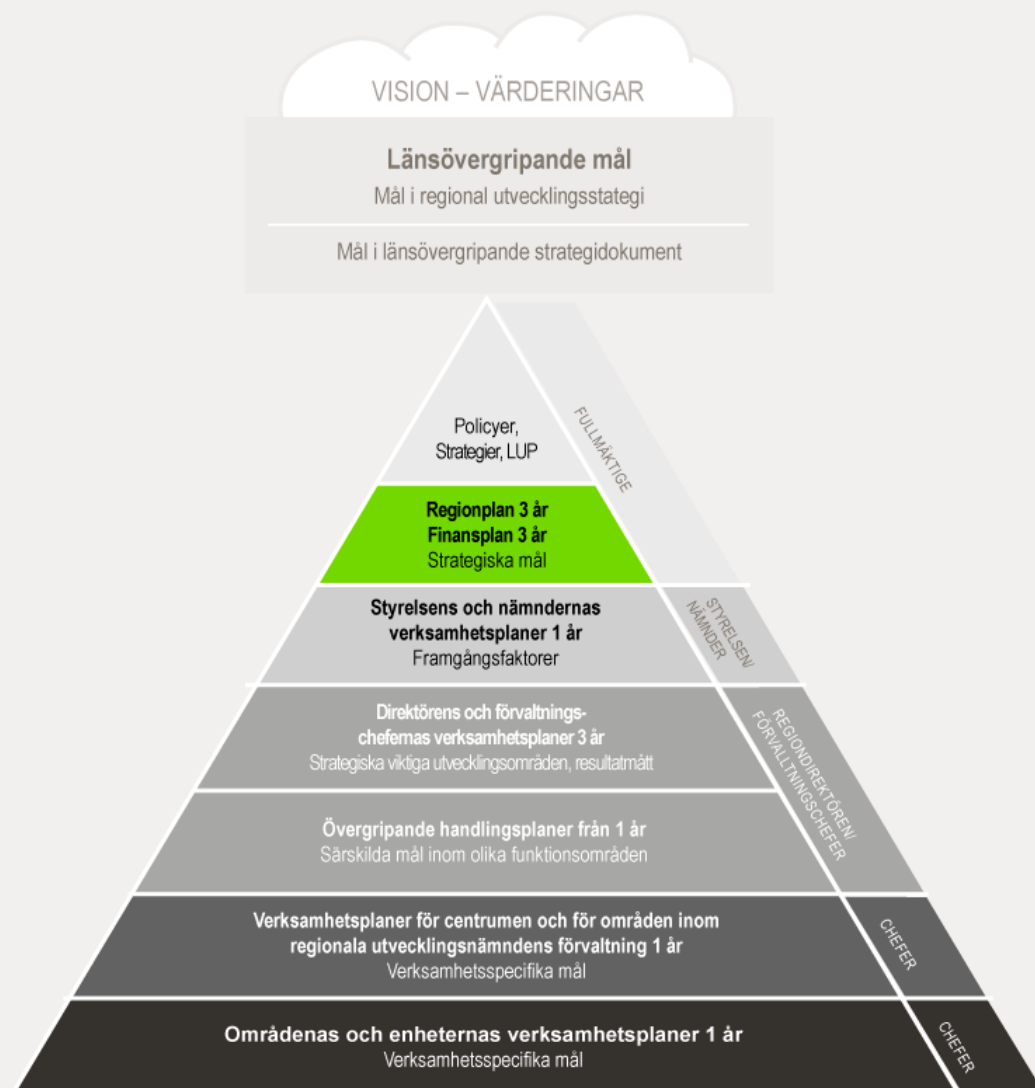 VISION – VÄRDERINGAR
Länsövergripande mål
Mål i regional utvecklingsstategi
Mål i länsövergripande strategidokument
Policyer,
Strategier, LUP
FULLMÄKTIGE
Regionplan 3 år
Finansplan 3 år
Strategiska mål
Styrelsens och nämndernas
verksamhetsplaner 1 år
Framgångsfaktorer
STYRELSEN/
NÄMNDER
Direktörens och förvaltnings-
chefernas verksamhetsplaner 3 år
Strategiska viktiga utvecklingsområden, resultatmått
REGIONDIREKTÖREN/
FÖRVALTNINGSCHEFER
Övergripande handlingsplaner från 1 år
Särskilda mål inom olika funktionsområden
Verksamhetsplaner för centrumen och för områden inom
regionala utvecklingsnämndens förvaltning 1 år
Verksamhetsspecifika mål
CHEFER
Områdenas och enheternas verksamhetsplaner 1 år
Verksamhetsspecifika mål
CHEFER